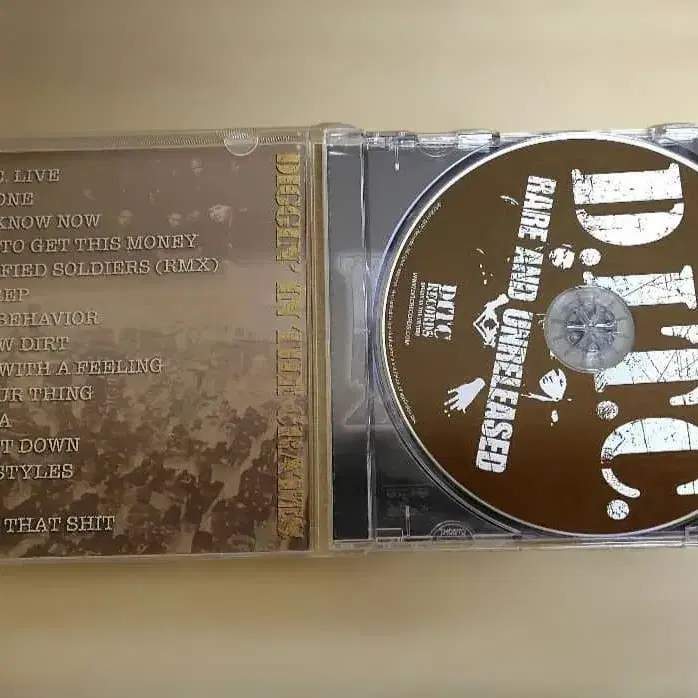 . LIVE
ONE
KNOW NOW
TO GET THIS MONEY
FIED SOLDIERS (RMX)
EEP
BEHAVIOR
W DIRT
WITH A FEELING
UR THING
A
T DOWN
STYLES
THAT SHIT
DIGGIN' IN THE CRATES
D.I.T.C.
RARE AND UNRELEASED
DITC
RECORDS